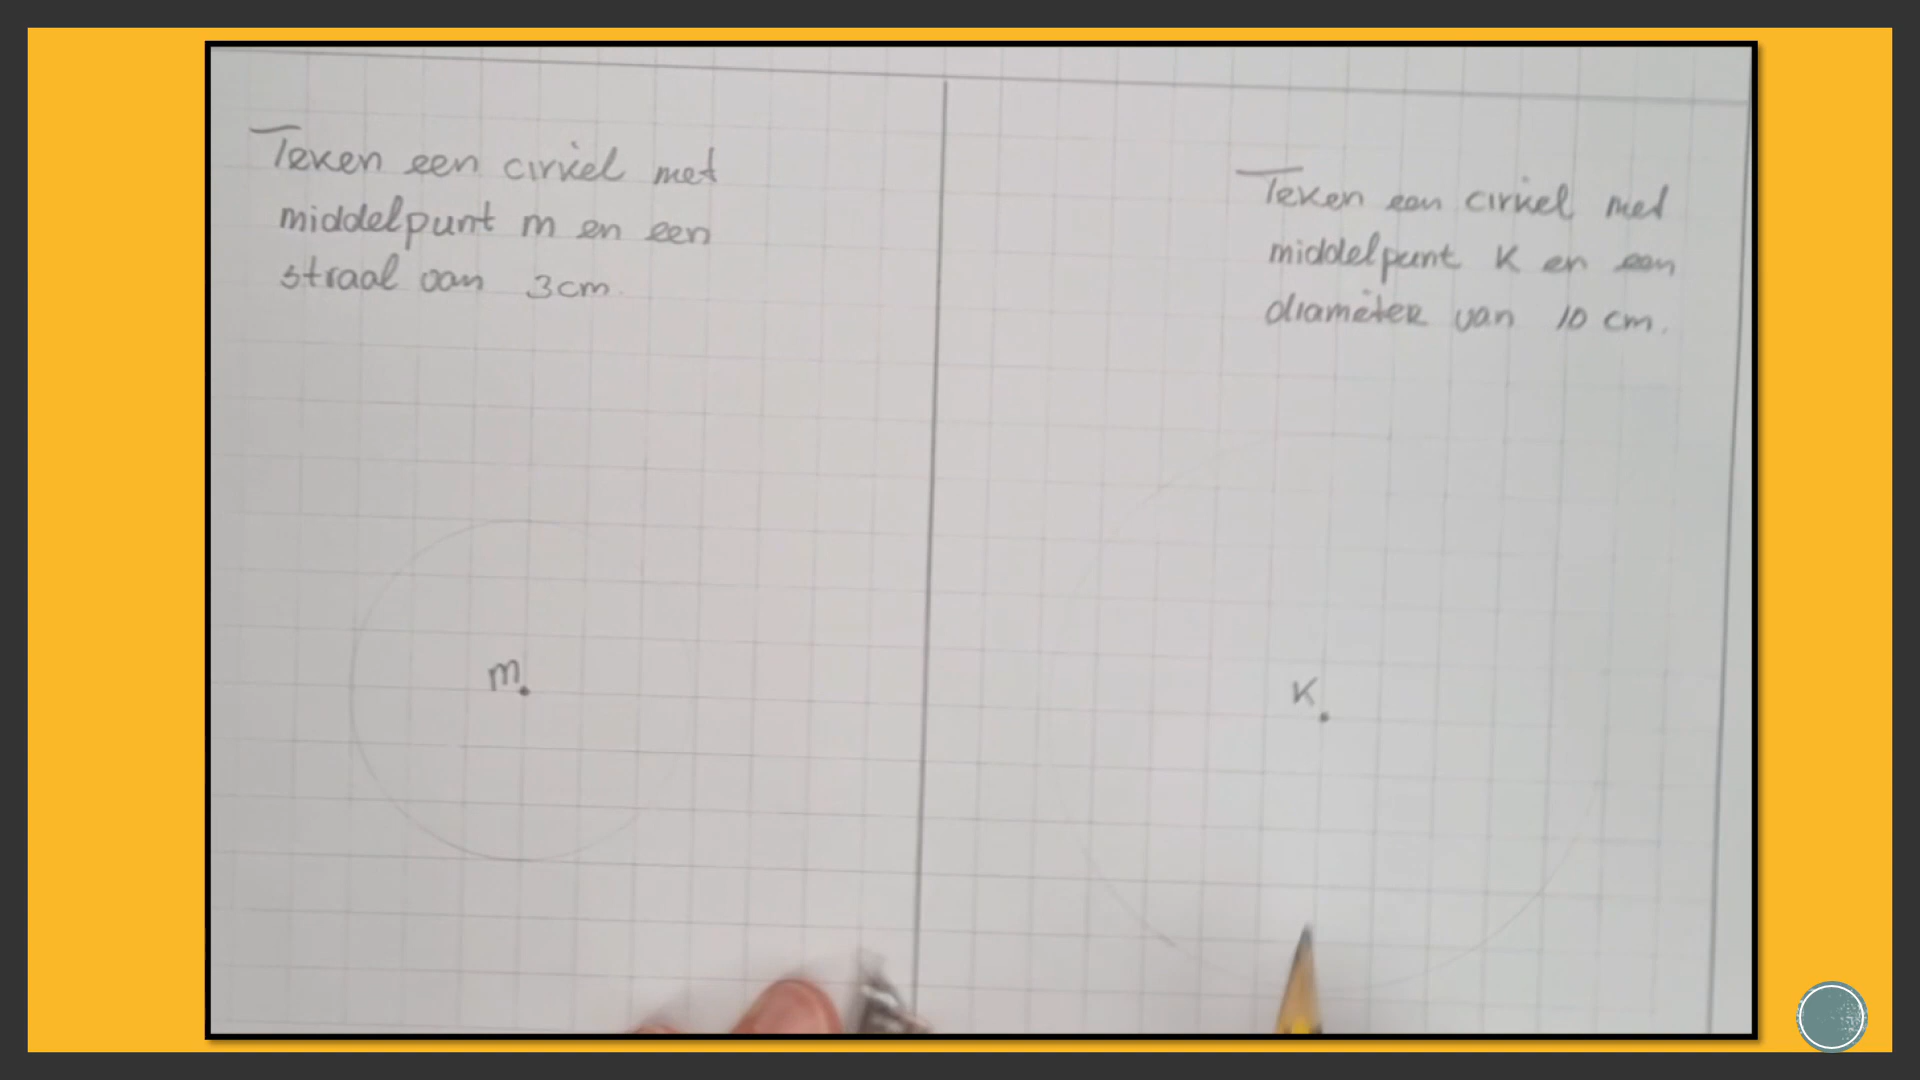 Teken een cirkel met
middelpunt m en een
straal van 3cm.
Teken een cirkel met
middelpunt K en een
diameter van 10 cm.
m.
K.